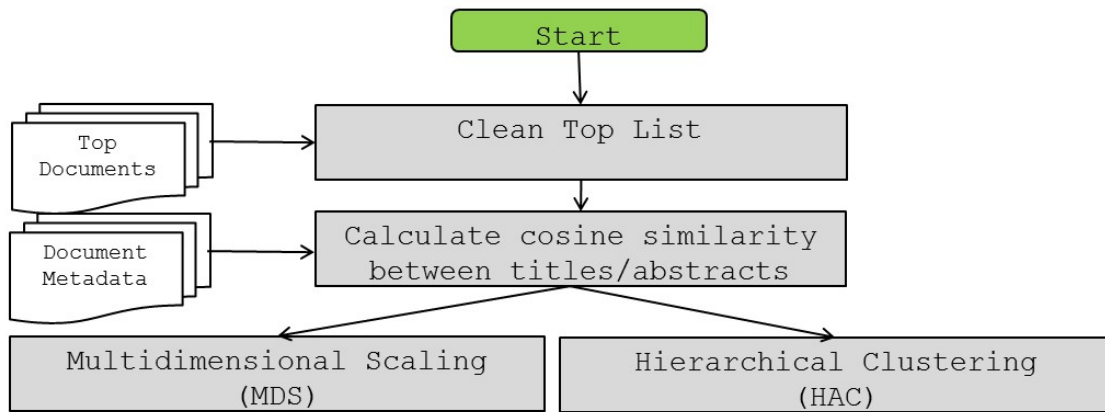 Start
Top
Documents
Clean Top List
Document
Metadata
Calculate cosine similarity
between titles/abstracts
Multidimensional Scaling
(MDS)
Hierarchical Clustering
(HAC)